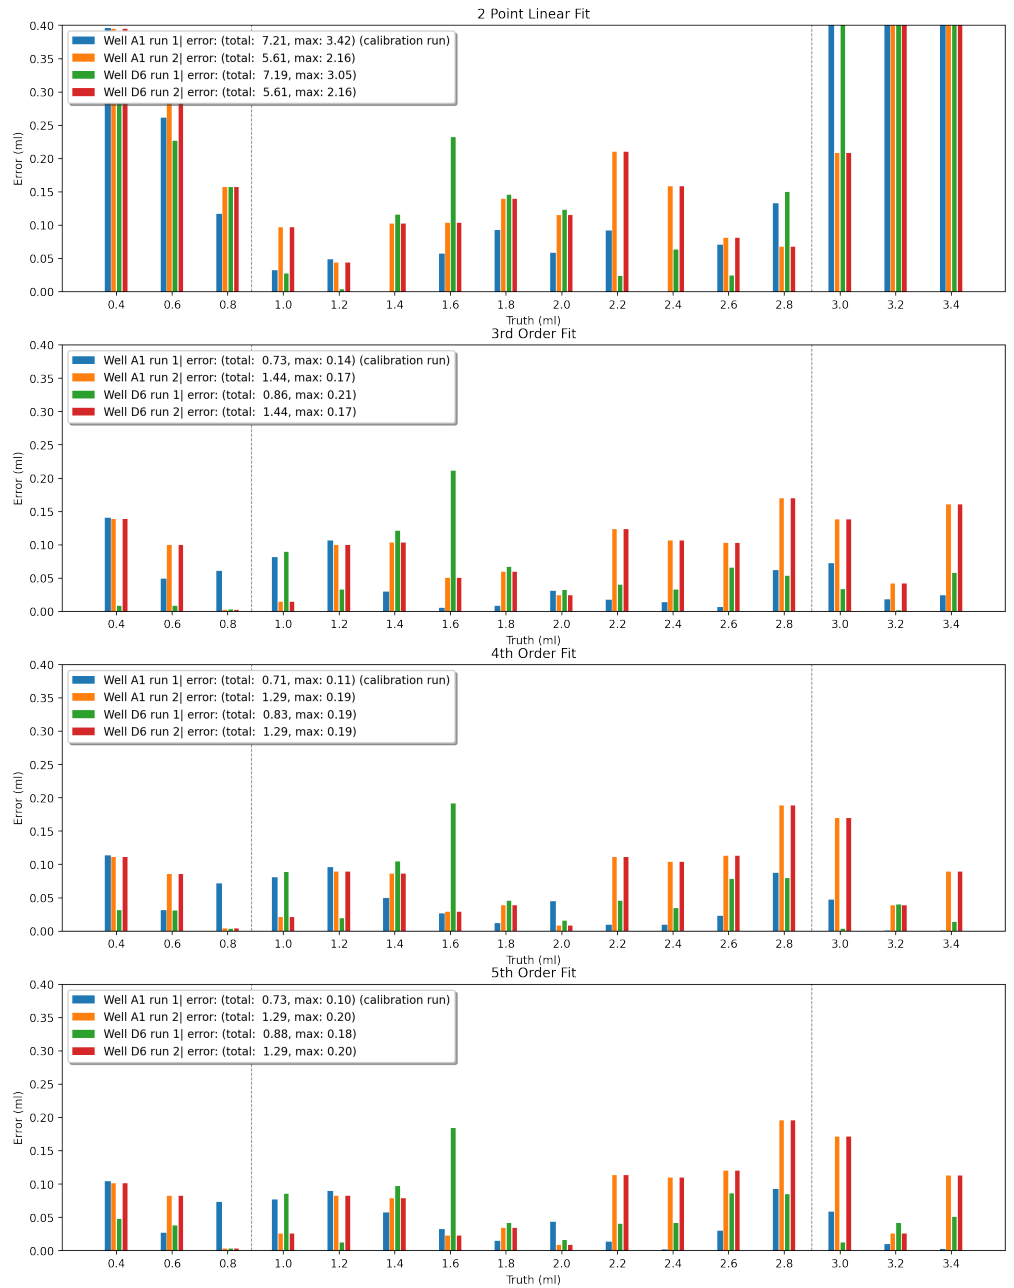 2 Point Linear Fit
0.40
0.35
0.30
0.25
0.20
0.15
0.10
0.05
0.00
Error (ml)
Well A1 run 1| error: (total:  7.21, max: 3.42) (calibration run)
Well A1 run 2| error: (total:  5.61, max: 2.16)
Well D6 run 1| error: (total:  7.19, max: 3.05)
Well D6 run 2| error: (total:  5.61, max: 2.16)
0.4 0.6 0.8 1.0 1.2 1.4 1.6 1.8 2.0 2.2 2.4 2.6 2.8 3.0 3.2 3.4
Truth (ml)
3rd Order Fit
0.40
0.35
0.30
0.25
0.20
0.15
0.10
0.05
0.00
Error (ml)
Well A1 run 1| error: (total:  0.73, max: 0.14) (calibration run)
Well A1 run 2| error: (total:  1.44, max: 0.17)
Well D6 run 1| error: (total:  0.86, max: 0.21)
Well D6 run 2| error: (total:  1.44, max: 0.17)
0.4 0.6 0.8 1.0 1.2 1.4 1.6 1.8 2.0 2.2 2.4 2.6 2.8 3.0 3.2 3.4
Truth (ml)
4th Order Fit
0.40
0.35
0.30
0.25
0.20
0.15
0.10
0.05
0.00
Error (ml)
Well A1 run 1| error: (total:  0.71, max: 0.11) (calibration run)
Well A1 run 2| error: (total:  1.29, max: 0.19)
Well D6 run 1| error: (total:  0.83, max: 0.19)
Well D6 run 2| error: (total:  1.29, max: 0.19)
0.4 0.6 0.8 1.0 1.2 1.4 1.6 1.8 2.0 2.2 2.4 2.6 2.8 3.0 3.2 3.4
Truth (ml)
5th Order Fit
0.40
0.35
0.30
0.25
0.20
0.15
0.10
0.05
0.00
Error (ml)
Well A1 run 1| error: (total:  0.73, max: 0.10) (calibration run)
Well A1 run 2| error: (total:  1.29, max: 0.20)
Well D6 run 1| error: (total:  0.88, max: 0.18)
Well D6 run 2| error: (total:  1.29, max: 0.20)
0.4 0.6 0.8 1.0 1.2 1.4 1.6 1.8 2.0 2.2 2.4 2.6 2.8 3.0 3.2 3.4
Truth (ml)